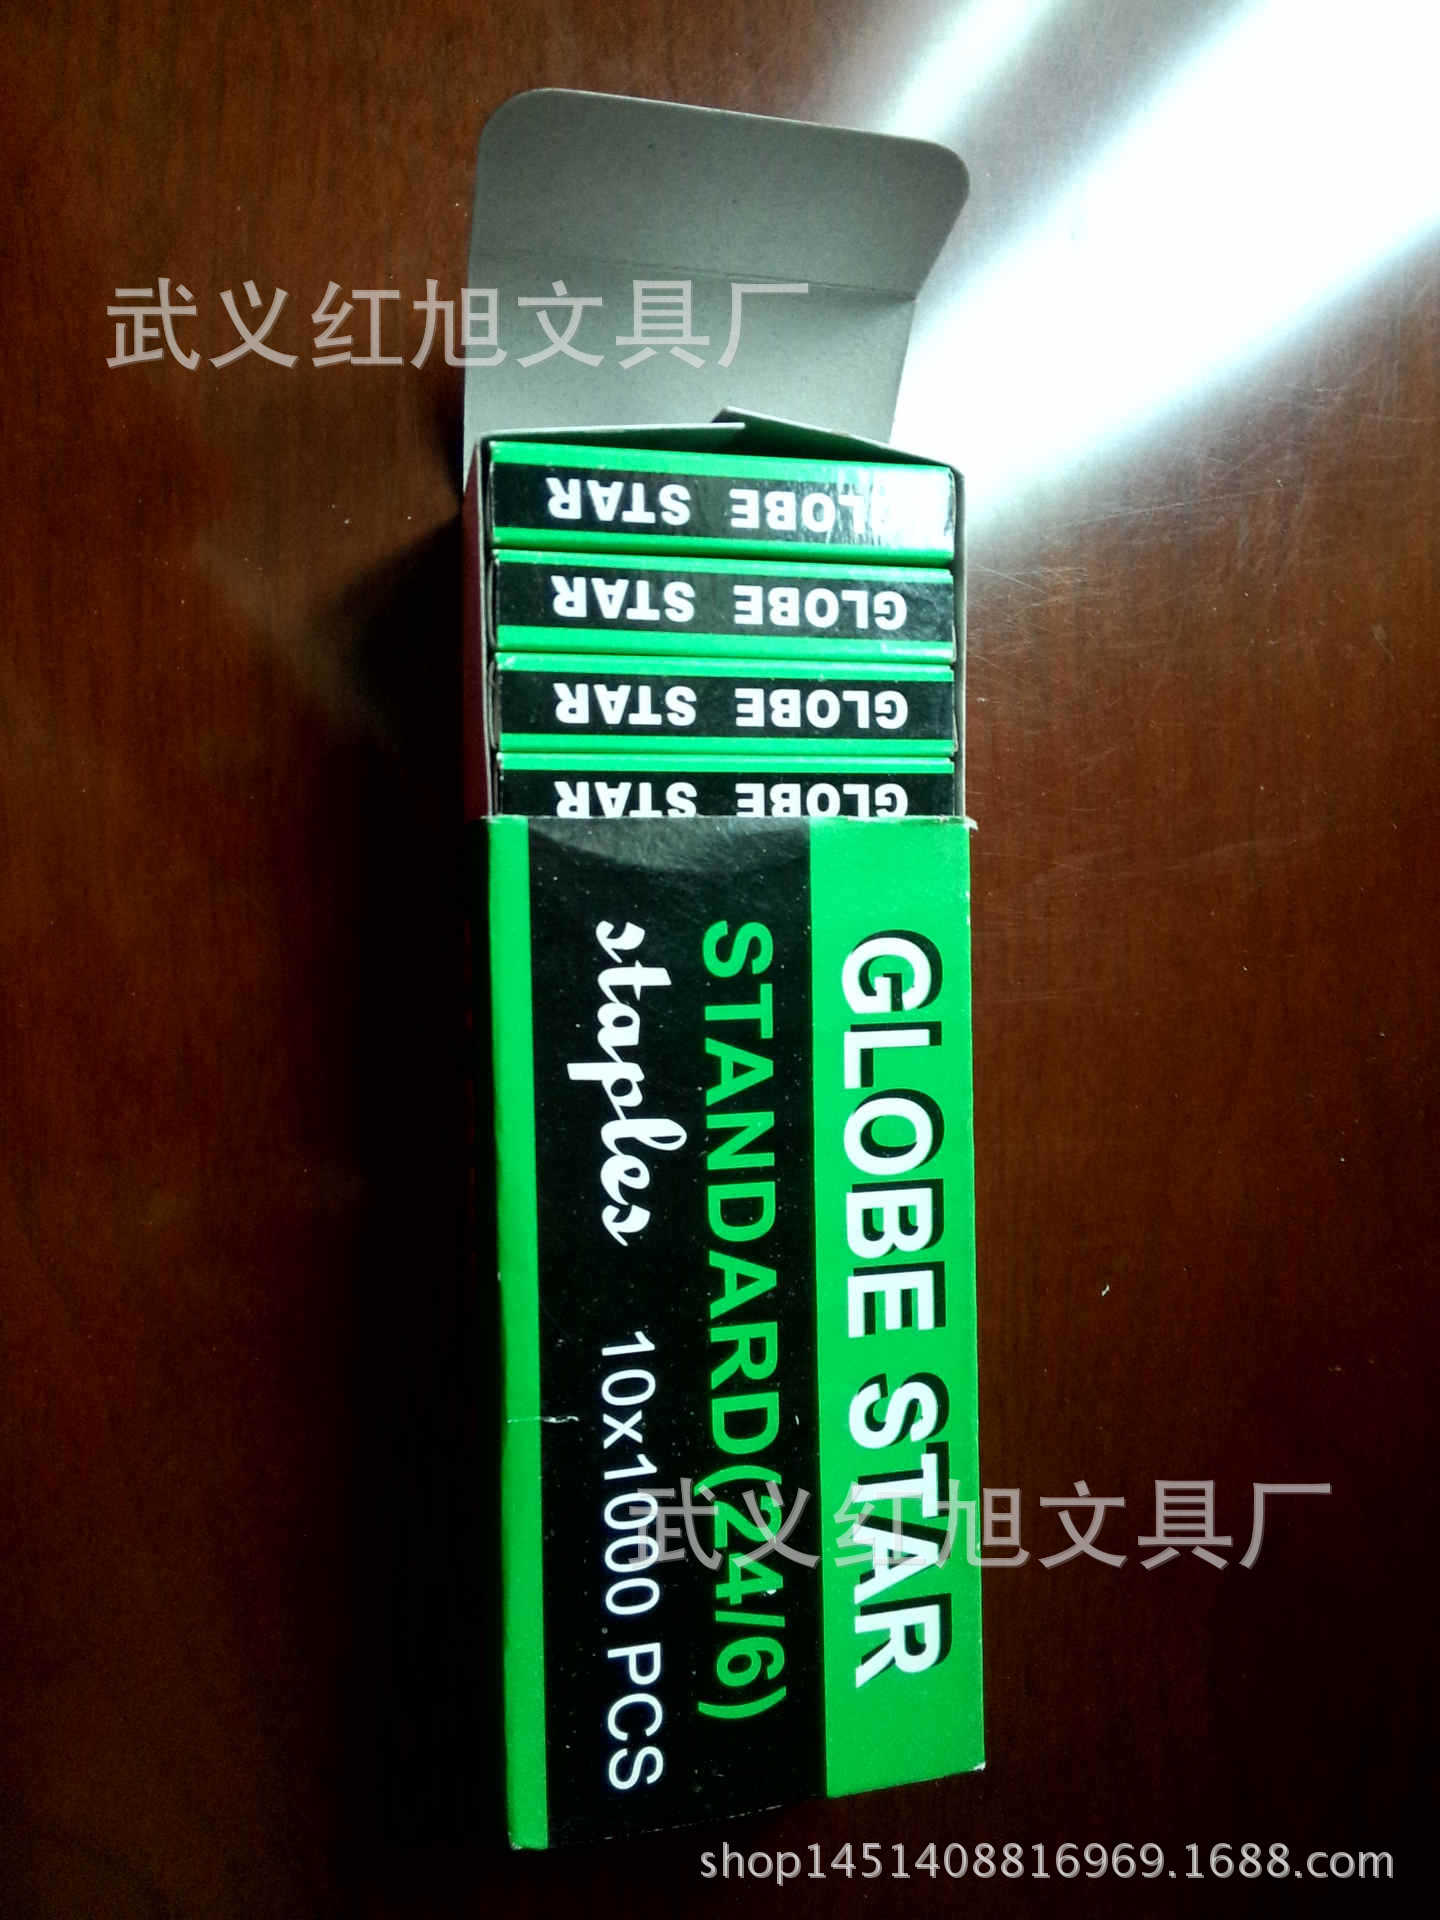 武义红旭文具厂
GLOBE STAR
GLOBE STAR
GLOBE STAR
GLOBE STAR
GLOBE STAR
STANDARD(24/6)
staples 10x1000 PCS
武义红旭文具厂
shop1451408816969.1688.com